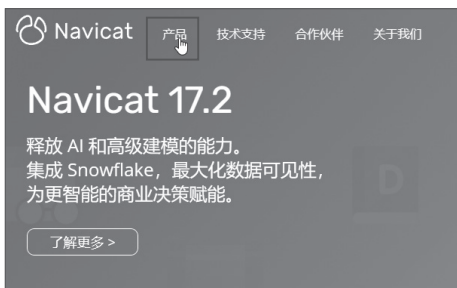 Navicat 产品 技术支持 合作伙伴 关于我们
Navicat 17.2
释放 AI 和高级建模的能力。
集成 Snowflake，最大化数据可见性，
为更智能的商业决策赋能。
了解更多 >
D